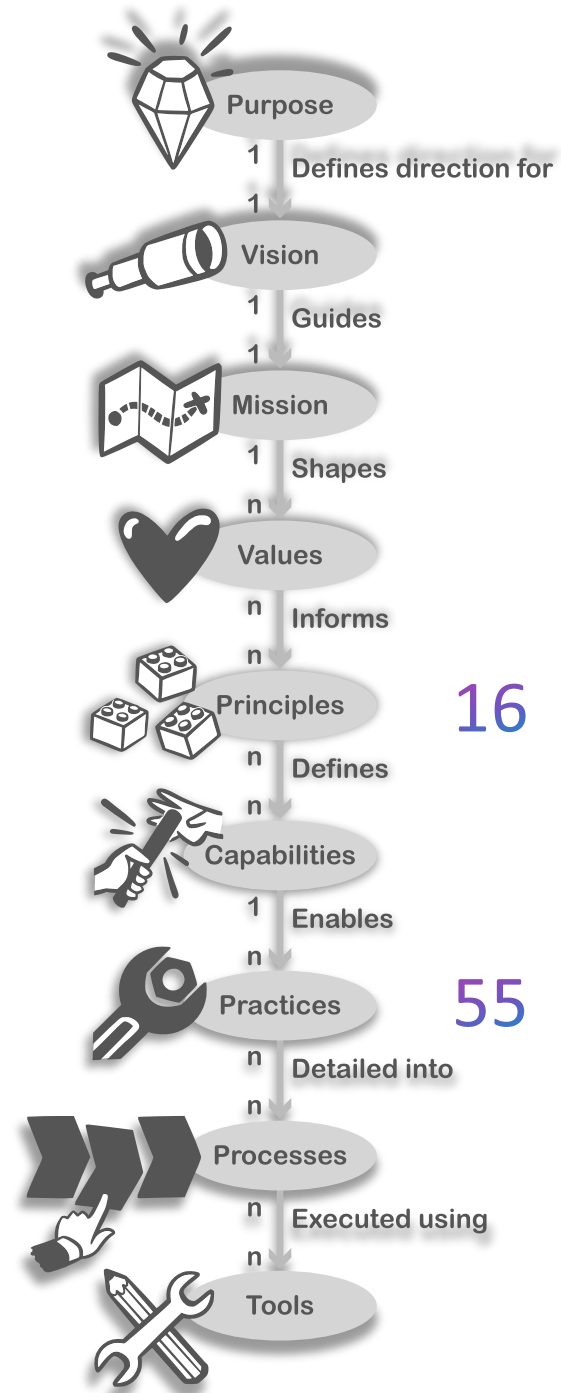 Purpose
1
Defines direction for
1
Vision
1
Guides
1
Mission
1
Shapes
n
Values
n
Informs
n
Principles
16
n
Defines
n
Capabilities
1
Enables
n
Practices
55
n
Detailed into
n
Processes
n
Executed using
n
Tools